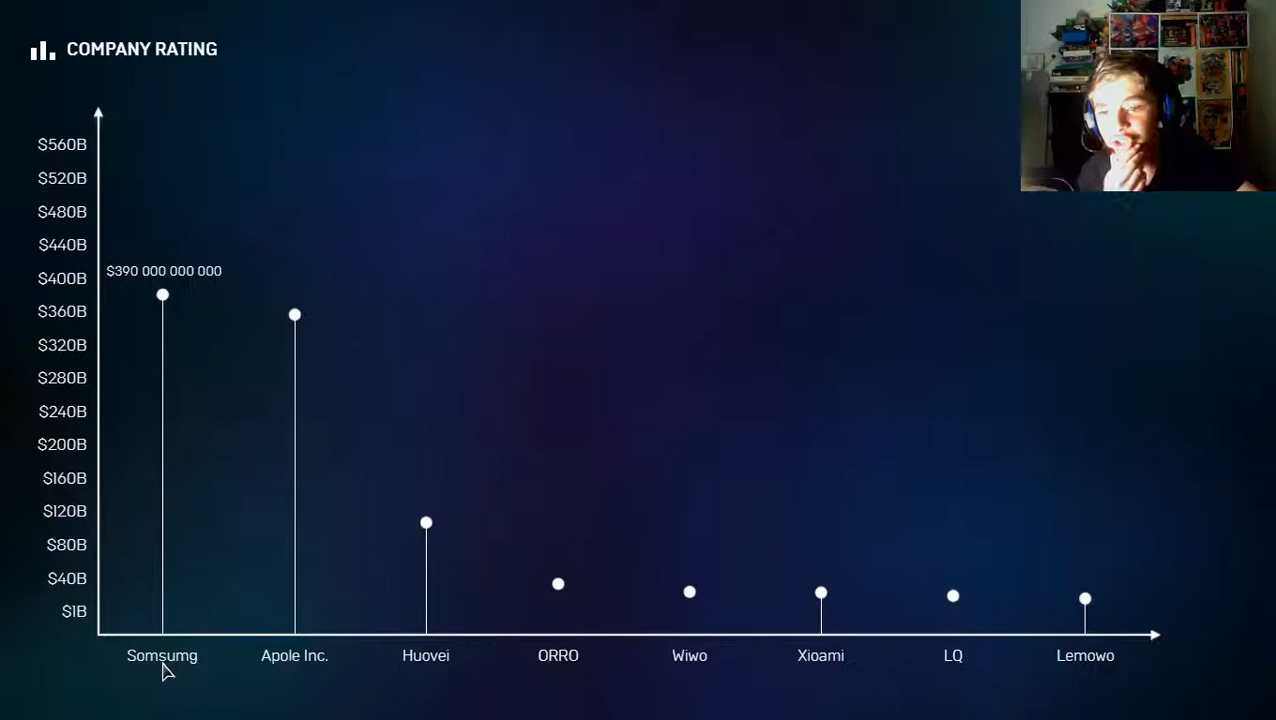 COMPANY RATING
$560B
$520B
$480B
$440B
$400B
$390 000 000 000
$360B
$320B
$280B
$240B
$200B
$160B
$120B
$80B
$40B
$1B
Somsumg Apole Inc. Huovei ORRO Wiwo Xioami LQ Lemowo